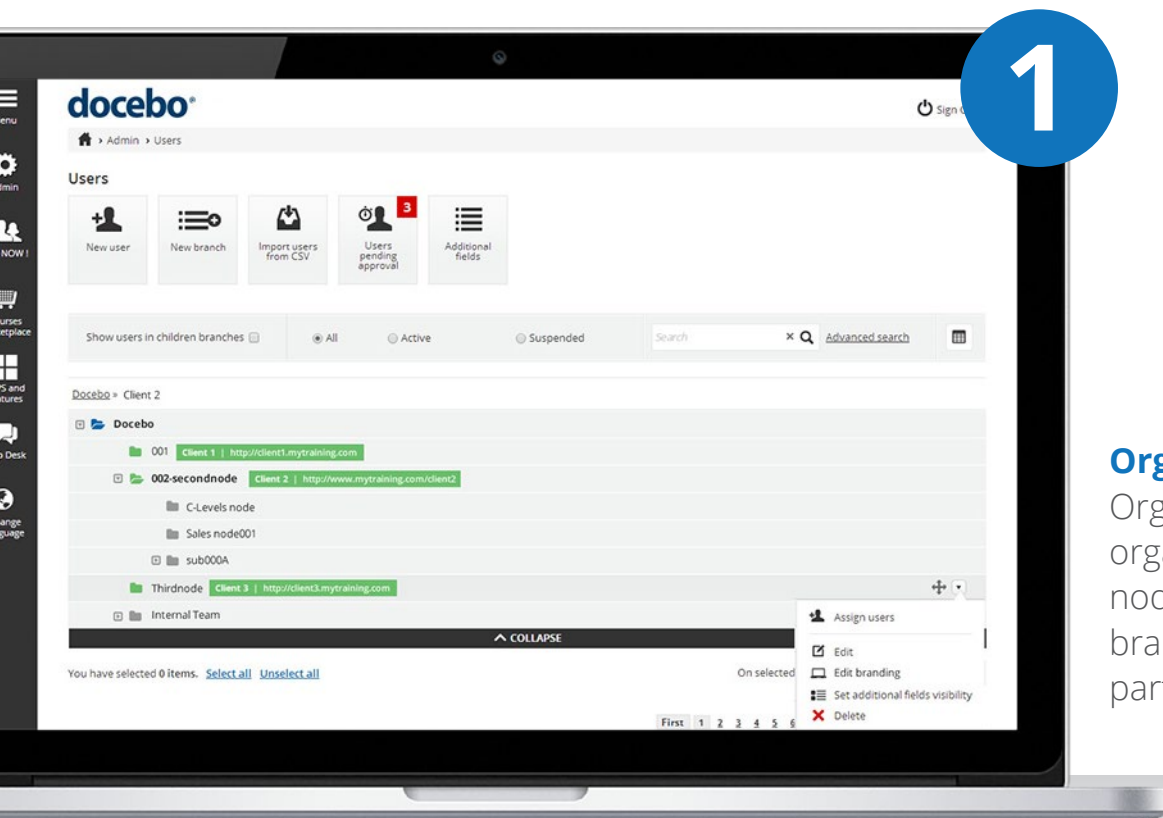 1
docebo®
Sign
Admin › Users
Users
New user
New branch
Import users
from CSV
3
Users
pending
approval
Additional
fields
NOW !
Show users in children branches
All
Active
Suspended
Search
×
Advanced search
Docebo » Client 2
Docebo
001 Client 1 | http://client1.mytraining.com
002-secondnode Client 2 | http://www.mytraining.com/client2
C-Levels node
Sales node001
sub000A
Thirdnode Client 3 | http://client3.mytraining.com
Internal Team
Assign users
Edit
Edit branding
Set additional fields visibility
Delete
COLLAPSE
You have selected 0 items. Select all Unselect all
On selected
First 1 2 3 4 5 6
Org
Org
orga
bra
par